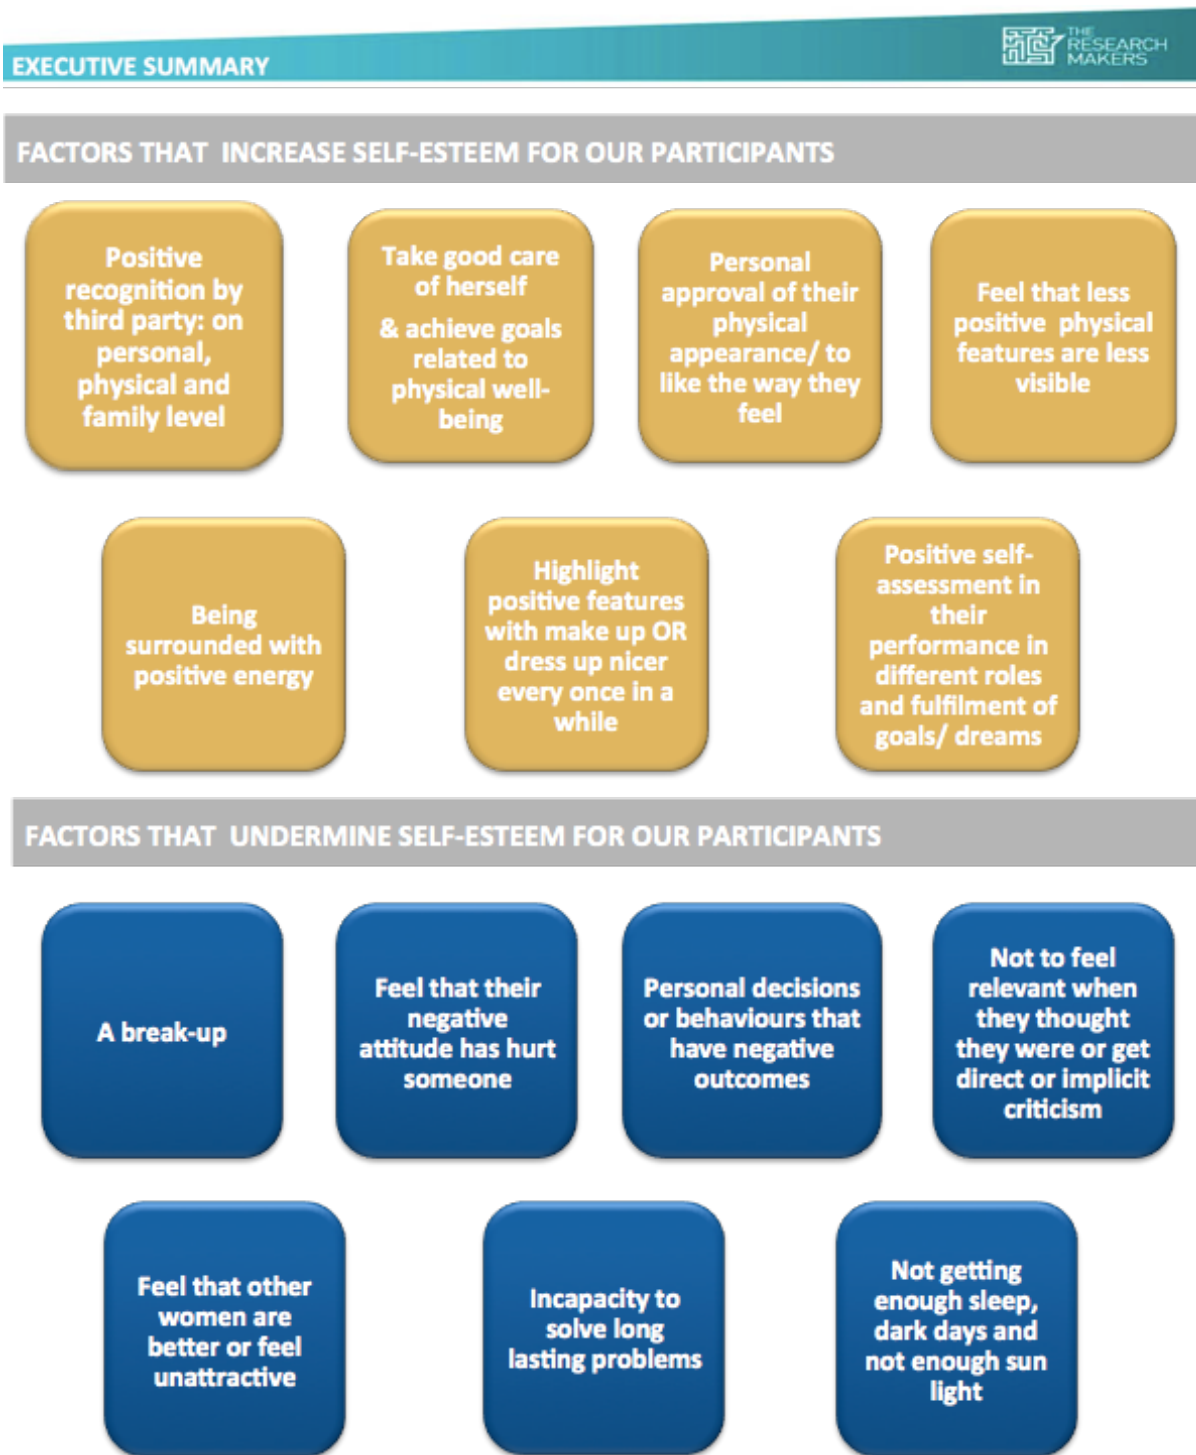 EXECUTIVE SUMMARY
THE
RESEARCH
MAKERS
FACTORS THAT INCREASE SELF-ESTEEM FOR OUR PARTICIPANTS
Positive
recognition by
third party: on
personal,
physical and
family level
Take good care
of herself
& achieve goals
related to
physical well-
being
Personal
approval of their
physical
appearance/ to
like the way they
feel
Feel that less
positive physical
features are less
visible
Being
surrounded with
positive energy
Highlight
positive features
with make up OR
dress up nicer
every once in a
while
Positive self-
assessment in
their
performance in
different roles
and fulfilment of
goals/ dreams
FACTORS THAT UNDERMINE SELF-ESTEEM FOR OUR PARTICIPANTS
A break-up
Feel that their
negative
attitude has hurt
someone
Personal decisions
or behaviours that
have negative
outcomes
Not to feel
relevant when
they thought
they were or get
direct or implicit
criticism
Feel that other
women are
better or feel
unattractive
Incapacity to
solve long
lasting problems
Not getting
enough sleep,
dark days and
not enough sun
light